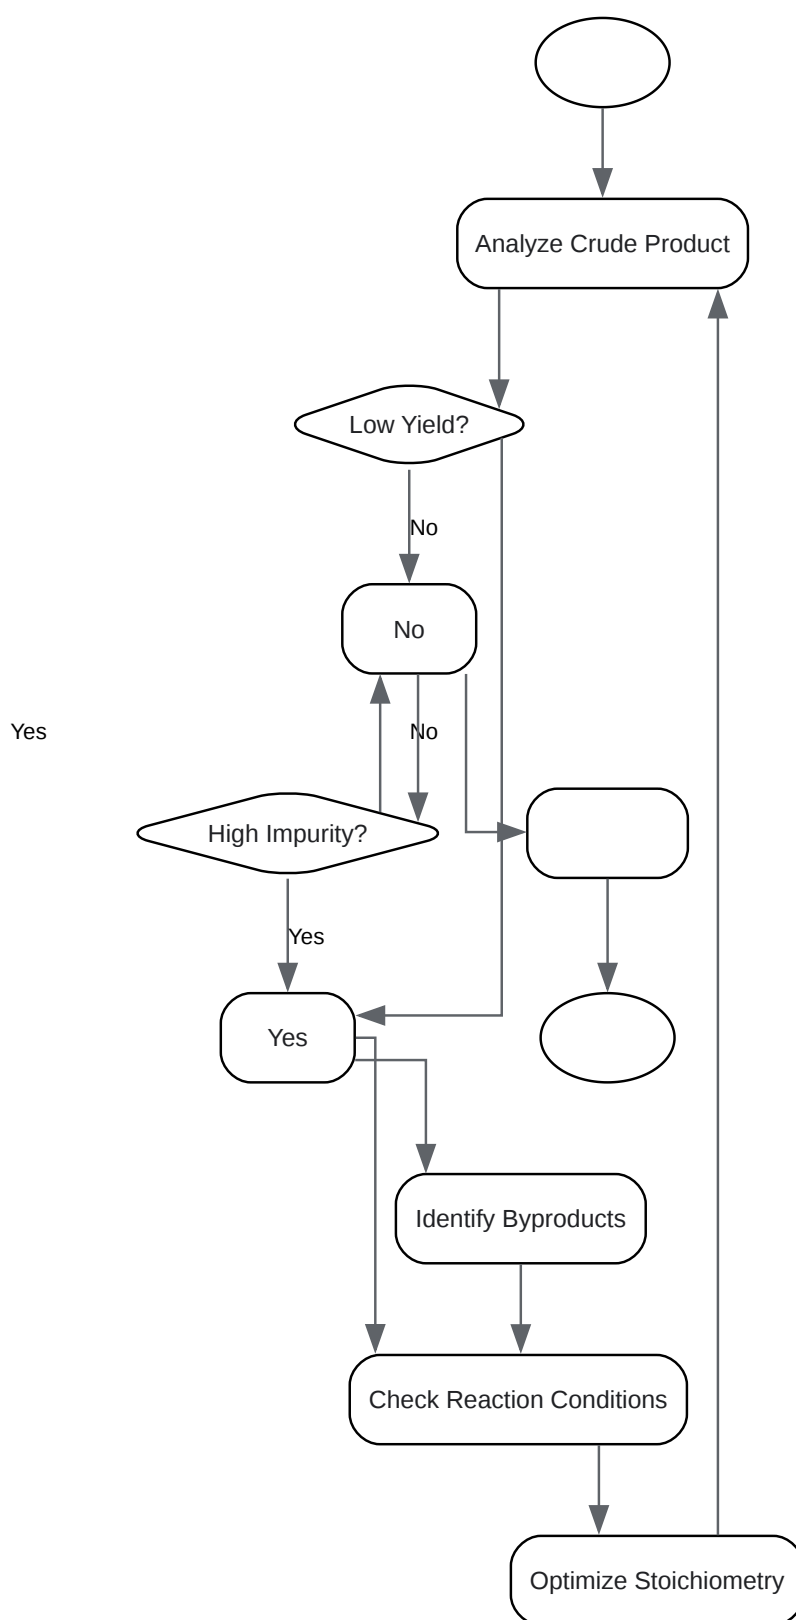 Analyze Crude Product
Low Yield?
No
No
Yes
No
High Impurity?
Yes
Yes
Identify Byproducts
Check Reaction Conditions
Optimize Stoichiometry